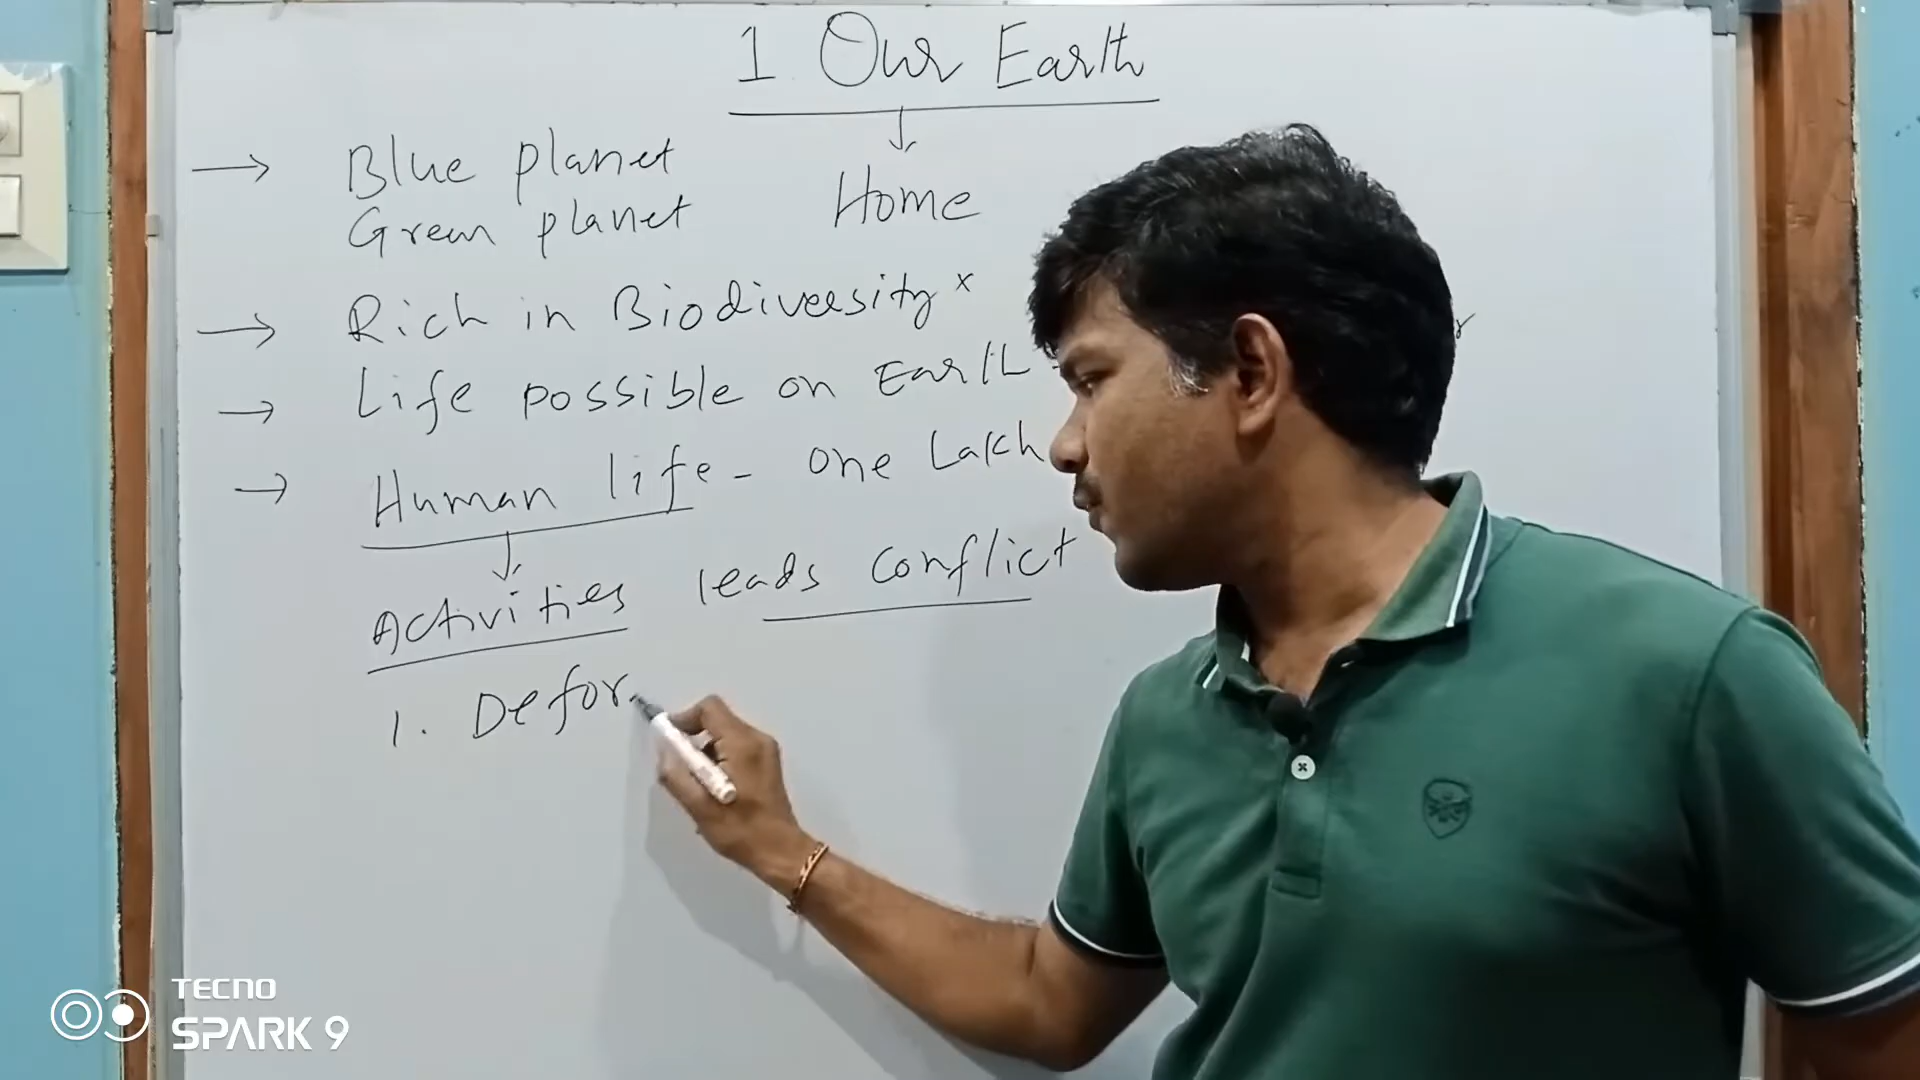 1 Our Earth
→ Blue planet
Green planet
Home
→ Rich in Biodiversity x
→ Life possible on Earth -
→ Human life - one Lakh
Activities leads conflict
1. Defor
TECNO
SPARK 9